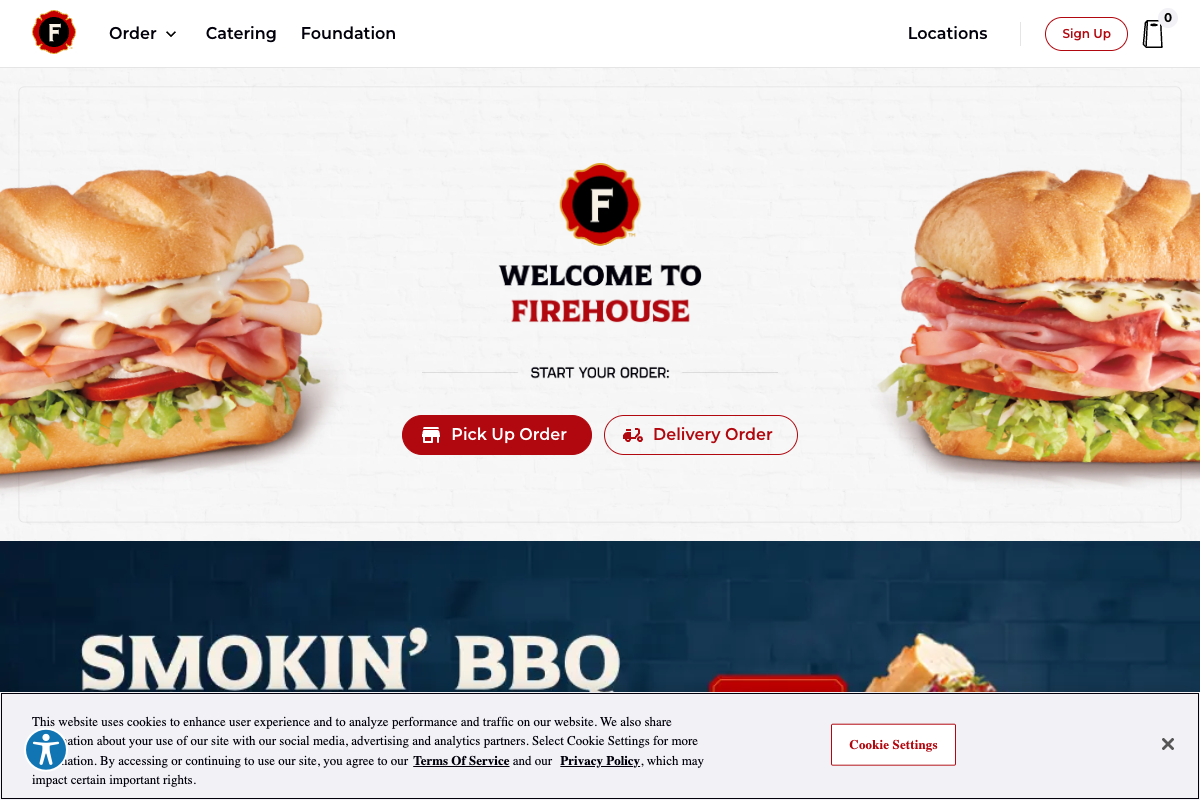 F
Order
Catering
Foundation
Locations
Sign Up
0
F
WELCOME TO
FIREHOUSE
START YOUR ORDER:
Pick Up Order
Delivery Order
SMOKIN’ BBQ
This website uses cookies to enhance user experience and to analyze performance and traffic on our website. We also share
ation about your use of our site with our social media, advertising and analytics partners. Select Cookie Settings for more
ation. By accessing or continuing to use our site, you agree to our Terms Of Service and our Privacy Policy, which may
impact certain important rights.
Cookie Settings